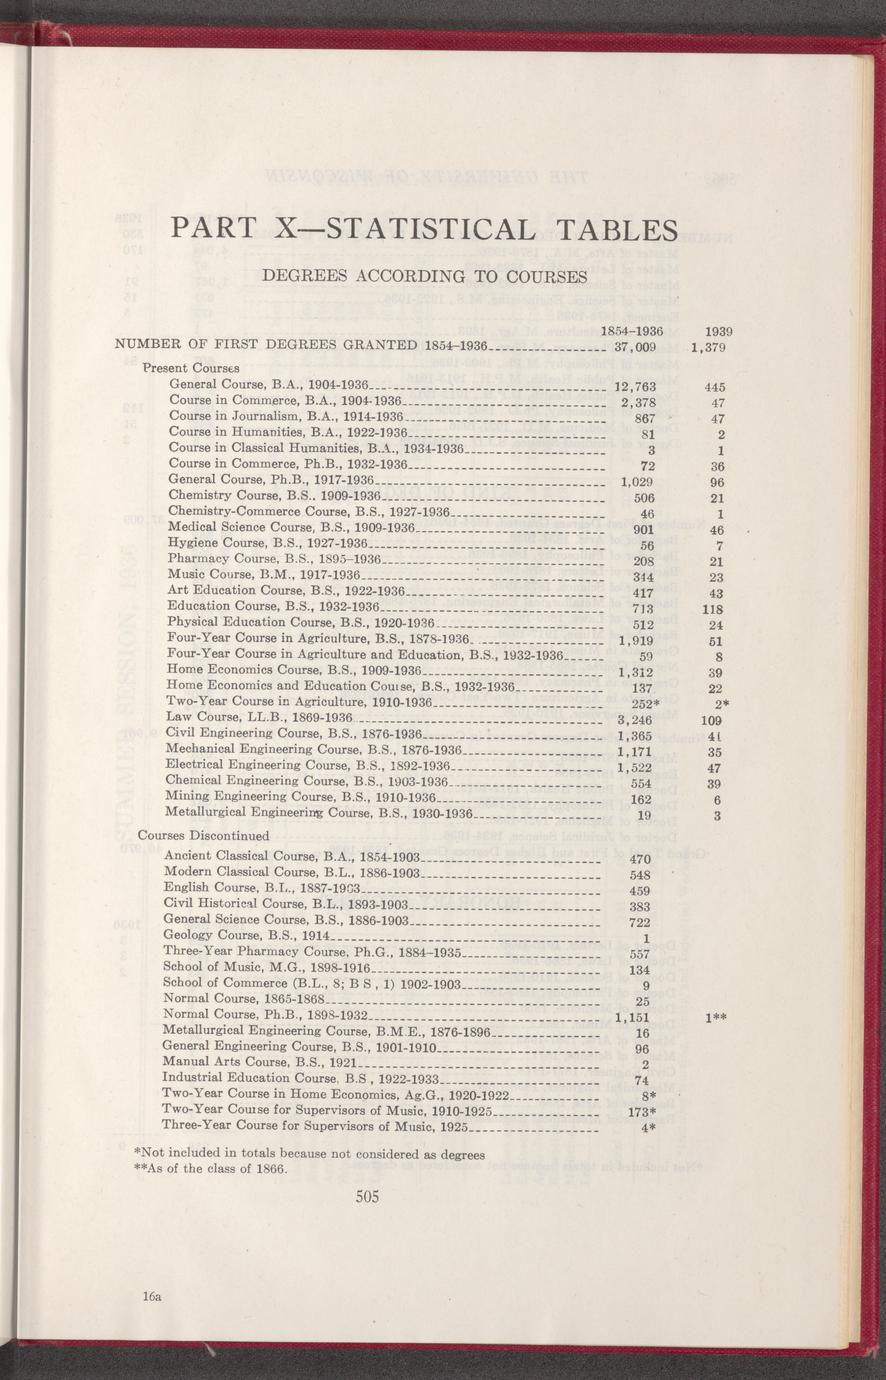 PART X—STATISTICAL TABLES
DEGREES ACCORDING TO COURSES
1854–1936 1939
NUMBER OF FIRST DEGREES GRANTED 1854–1936 37,009 1,379
Present Courses
General Course, B.A., 1904-1936 12,763 445
Course in Commerce, B.A., 1904-1936 2,378 47
Course in Journalism, B.A., 1914-1936 867 47
Course in Humanities, B.A., 1922-1936 81 2
Course in Classical Humanities, B.A., 1934-1936 3 1
Course in Commerce, Ph.B., 1932-1936 72 36
General Course, Ph.B., 1917-1936 1,029 96
Chemistry Course, B.S.. 1909-1936 506 21
Chemistry-Commerce Course, B.S., 1927-1936 46 1
Medical Science Course, B.S., 1909-1936 901 46
Hygiene Course, B.S., 1927-1936 56 7
Pharmacy Course, B.S., 1895–1936 208 21
Music Course, B.M., 1917-1936 344 23
Art Education Course, B.S., 1922-1936 417 43
Education Course, B.S., 1932-1936 713 118
Physical Education Course, B.S., 1920-1936 512 24
Four-Year Course in Agriculture, B.S., 1878-1936 1,919 51
Four-Year Course in Agriculture and Education, B.S., 1932-1936 59 8
Home Economics Course, B.S., 1909-1936 1,312 39
Home Economics and Education Course, B.S., 1932-1936 137 22
Two-Year Course in Agriculture, 1910-1936 252* 2*
Law Course, LL.B., 1869-1936 3,246 109
Civil Engineering Course, B.S., 1876-1936 1,365 41
Mechanical Engineering Course, B.S., 1876-1936 1,171 35
Electrical Engineering Course, B.S., 1892-1936 1,522 47
Chemical Engineering Course, B.S., 1903-1936 554 39
Mining Engineering Course, B.S., 1910-1936 162 6
Metallurgical Engineering Course, B.S., 1930-1936 19 3
Courses Discontinued
Ancient Classical Course, B.A., 1854-1903 470
Modern Classical Course, B.L., 1886-1903 548
English Course, B.L., 1887-1903 459
Civil Historical Course, B.L., 1893-1903 383
General Science Course, B.S., 1886-1903 722
Geology Course, B.S., 1914 1
Three-Year Pharmacy Course, Ph.G., 1884–1935 557
School of Music, M.G., 1898-1916 134
School of Commerce (B.L., 8; B S , 1) 1902-1903 9
Normal Course, 1865-1868 25
Normal Course, Ph.B., 1898-1932 1,151 1**
Metallurgical Engineering Course, B.M.E., 1876-1896 16
General Engineering Course, B.S., 1901-1910 96
Manual Arts Course, B.S., 1921 2
Industrial Education Course, B.S , 1922-1933 74
Two-Year Course in Home Economics, Ag.G., 1920-1922 8*
Two-Year Course for Supervisors of Music, 1910-1925 173*
Three-Year Course for Supervisors of Music, 1925 4*
*Not included in totals because not considered as degrees
**As of the class of 1866.
505
16a